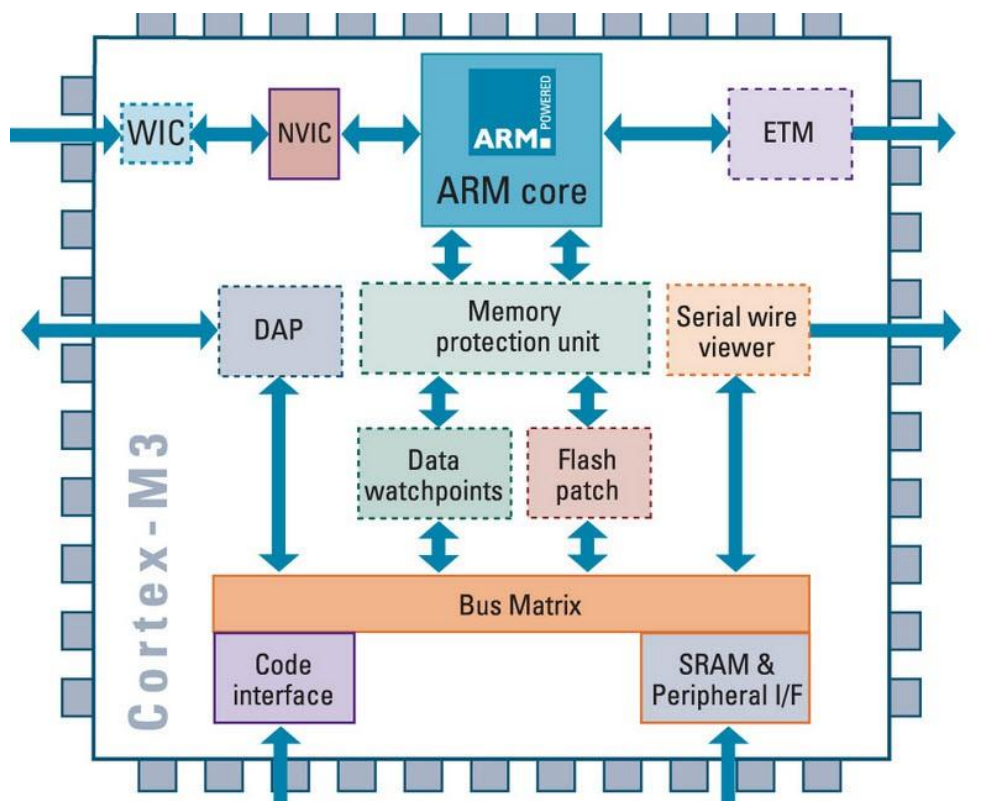 WIC
NVIC
ARM POWERED
ARM core
ETM
DAP
Memory
protection unit
Serial wire
viewer
Data
watchpoints
Flash
patch
Cortex-M3
Bus Matrix
Code
interface
SRAM &
Peripheral I/F